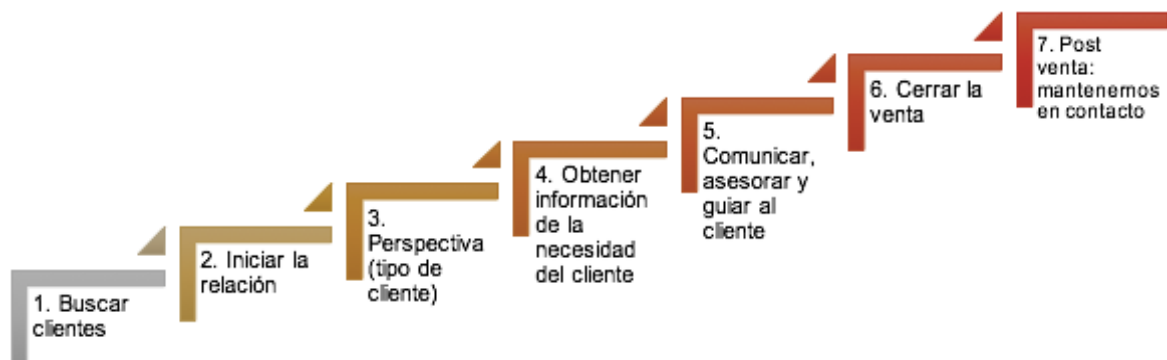 1. Buscar
clientes
2. Iniciar la
relación
3.
Perspectiva
(tipo de
cliente)
4. Obtener
información
de la
necesidad
del cliente
5.
Comunicar,
asesorar y
guiar al
cliente
6. Cerrar la
venta
7. Post
venta:
mantenernos
en contacto